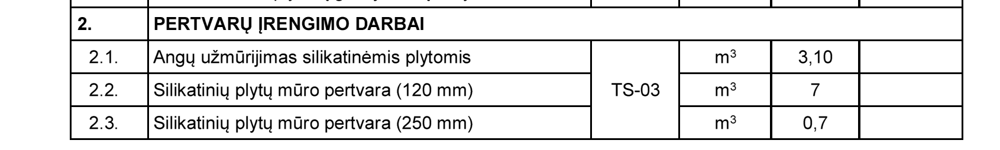 2. PERTVARŲ ĮRENGIMO DARBAI
2.1. Angų užmūrijimas silikatinėmis plytomis m³ 3,10
2.2. Silikatinių plytų mūro pertvara (120 mm) TS-03 m³ 7
2.3. Silikatinių plytų mūro pertvara (250 mm) m³ 0,7